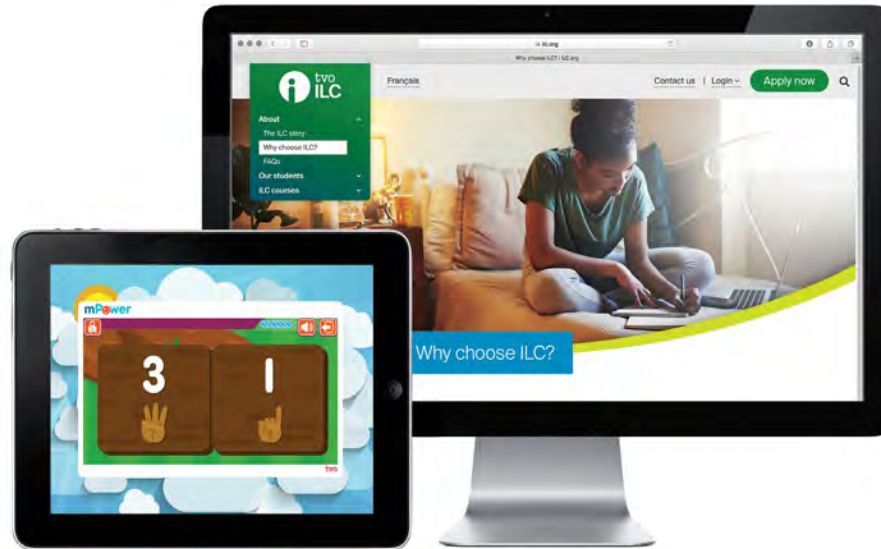 ilc.org
Why choose ILC? | ILC.org
tvo
ILC
Français
Contact us | Login
Apply now
About
The ILC story
Why choose ILC?
FAQs
Our students
ILC courses
Why choose ILC?
mPower
3 1
tvo